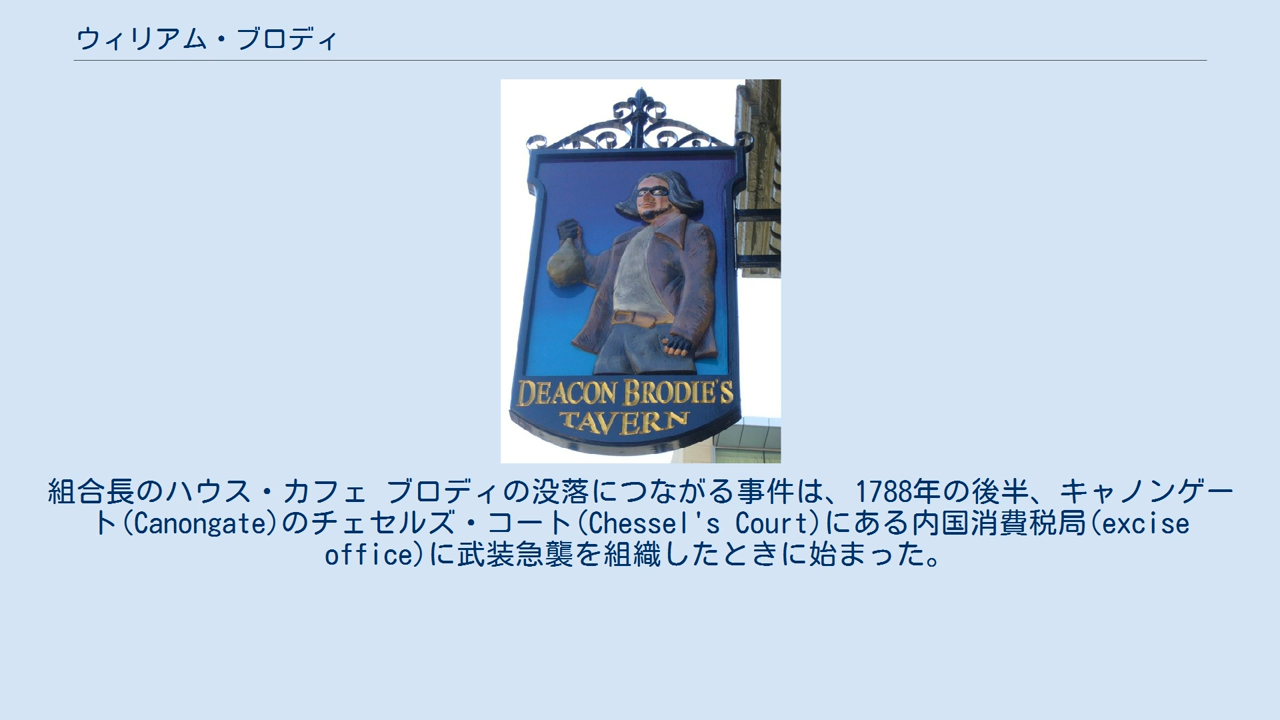 ウィリアム・ブロディ
DEACON BRODIE'S
TAVERN
組合長のハウス・カフェ ブロディの没落につながる事件は、1788年の後半、キャノンゲー
ト(Canongate)のチェセルズ・コート(Chessel's Court)にある内国消費税局(excise
office)に武装急襲を組織したときに始まった。